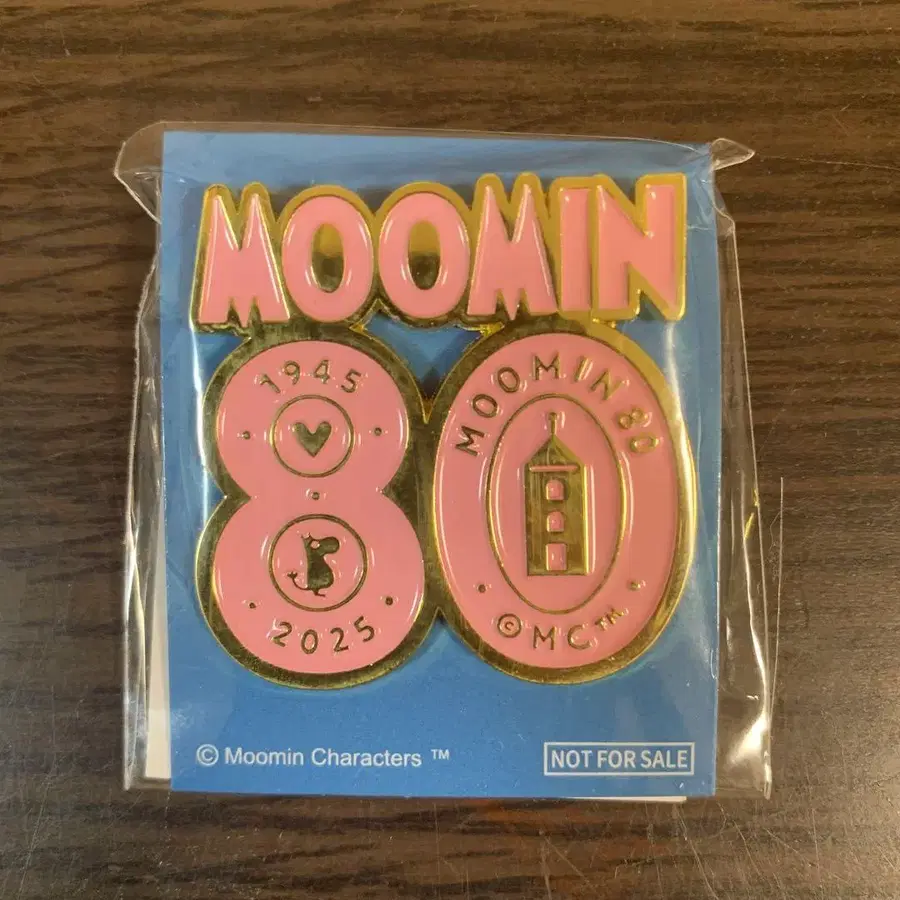 MOOMIN
1945
2025
MOOMIN 80
©MC™
© Moomin Characters ™
NOT FOR SALE